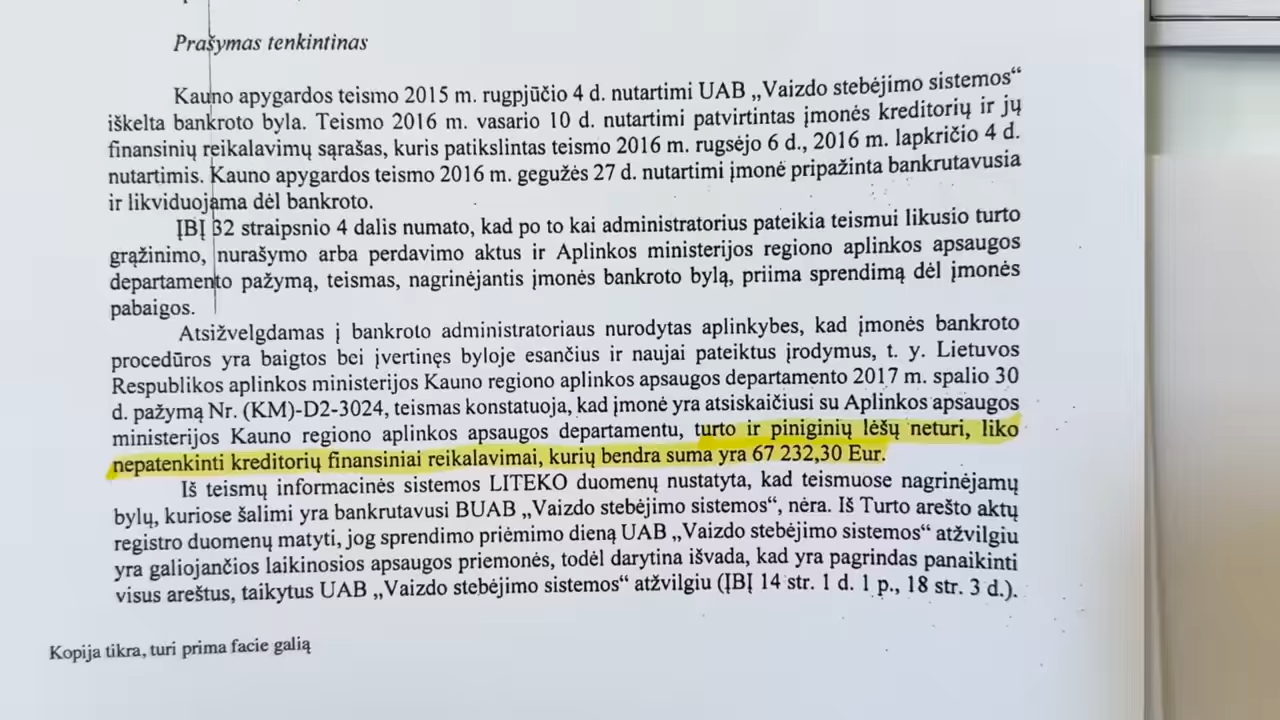 Prašymas tenkintinas
Kauno apygardos teismo 2015 m. rugpjūčio 4 d. nutartimi UAB „Vaizdo stebėjimo sistemos“
iškelta bankroto byla. Teismo 2016 m. vasario 10 d. nutartimi patvirtintas įmonės kreditorių ir jų
finansinių reikalavimų sąrašas, kuris patikslintas teismo 2016 m. rugsėjo 6 d., 2016 m. lapkričio 4 d.
nutartimis. Kauno apygardos teismo 2016 m. gegužės 27 d. nutartimi įmonė pripažinta bankrutavusia
ir likviduojama dėl bankroto.
ĮBĮ 32 straipsnio 4 dalis numato, kad po to kai administratorius pateikia teismui likusio turto
grąžinimo, nurašymo arba perdavimo aktus ir Aplinkos ministerijos regiono aplinkos apsaugos
departamento pažymą, teismas, nagrinėjantis įmonės bankroto bylą, priima sprendimą dėl įmonės
pabaigos.
Atsižvelgdamas į bankroto administratoriaus nurodytas aplinkybes, kad įmonės bankroto
procedūros yra baigtos bei įvertinęs byloje esančius ir naujai pateiktus įrodymus, t. y. Lietuvos
Respublikos aplinkos ministerijos Kauno regiono aplinkos apsaugos departamento 2017 m. spalio 30
d. pažymą Nr. (KM)-D2-3024, teismas konstatuoja, kad įmonė yra atsiskaičiusi su Aplinkos apsaugos
ministerijos Kauno regiono aplinkos apsaugos departamentu, turto ir piniginių lėšų neturi, liko
nepatenkinti kreditorių finansiniai reikalavimai, kurių bendra suma yra 67 232,30 Eur.
Iš teismų informacinės sistemos LITEKO duomenų nustatyta, kad teismuose nagrinėjamų
bylų, kuriose šalimi yra bankrutavusi BUAB „Vaizdo stebėjimo sistemos“, nėra. Iš Turto arešto aktų
registro duomenų matyti, jog sprendimo priėmimo dieną UAB „Vaizdo stebėjimo sistemos“ atžvilgiu
yra galiojančios laikinosios apsaugos priemonės, todėl darytina išvada, kad yra pagrindas panaikinti
visus areštus, taikytus UAB „Vaizdo stebėjimo sistemos“ atžvilgiu (ĮBĮ 14 str. 1 d. 1 p., 18 str. 3 d.).
Kopija tikra, turi prima facie galią